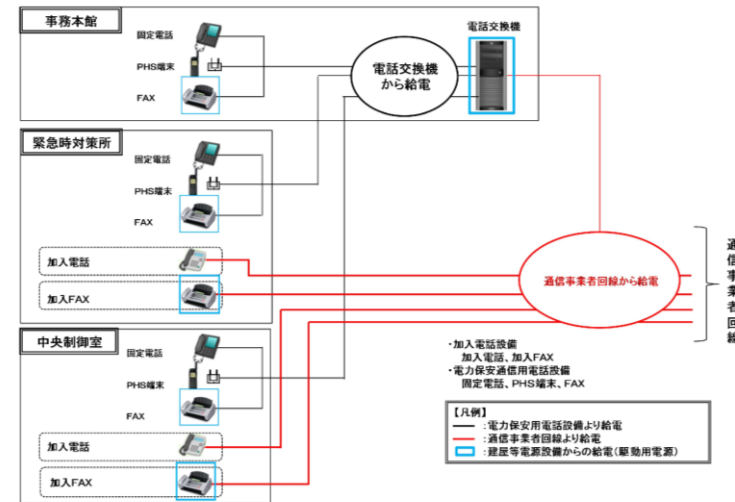 事務本館
電話交換機
固定電話
PHS端末
FAX
電話交換機
から給電
緊急時対策所
固定電話
PHS端末
FAX
加入電話
加入FAX
通信事業者回線から給電
通信事業者回線
中央制御室
固定電話
PHS端末
FAX
加入電話
加入FAX
・加入電話設備
加入電話、加入FAX
・電力保安通信用電話設備
固定電話、PHS端末、FAX
【凡例】
:電力保安用電話設備より給電
:通信事業者回線より給電
:建屋等電源設備からの給電(駆動用電源)